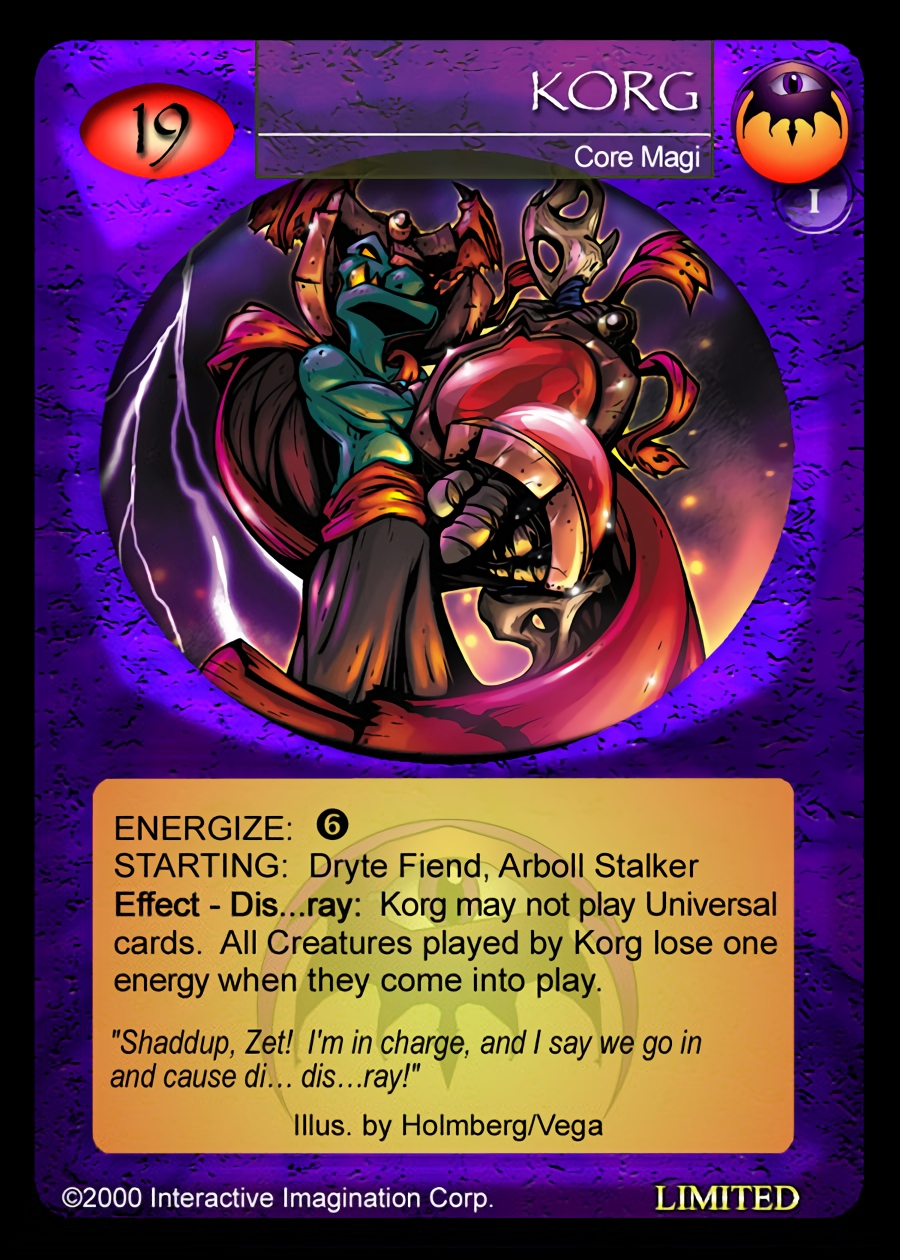 19
KORG
Core Magi
I
ENERGIZE: 6
STARTING: Dryte Fiend, Arboll Stalker
Effect - Dis...ray: Korg may not play Universal
cards. All Creatures played by Korg lose one
energy when they come into play.
"Shaddup, Zet! I'm in charge, and I say we go in
and cause di... dis...ray!"
Illus. by Holmberg/Vega
©2000 Interactive Imagination Corp.
LIMITED